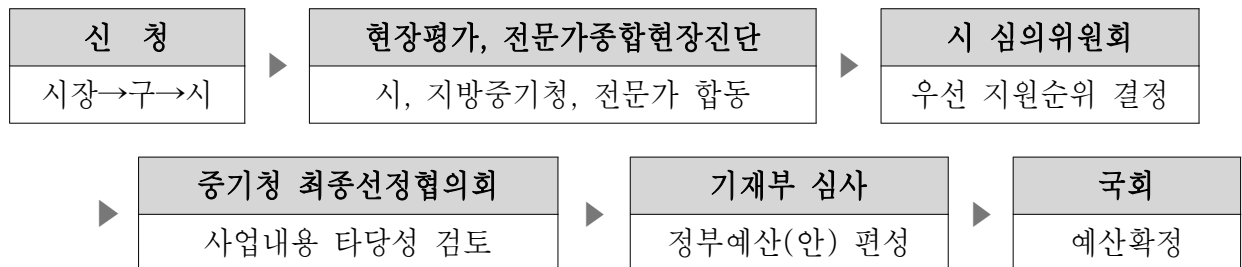 신 청
시장→구→시
▶
현장평가, 전문가종합현장진단
시, 지방중기청, 전문가 합동
▶
시 심의위원회
우선 지원순위 결정
▶
중기청 최종선정협의회
사업내용 타당성 검토
▶
기재부 심사
정부예산(안) 편성
▶
국회
예산확정